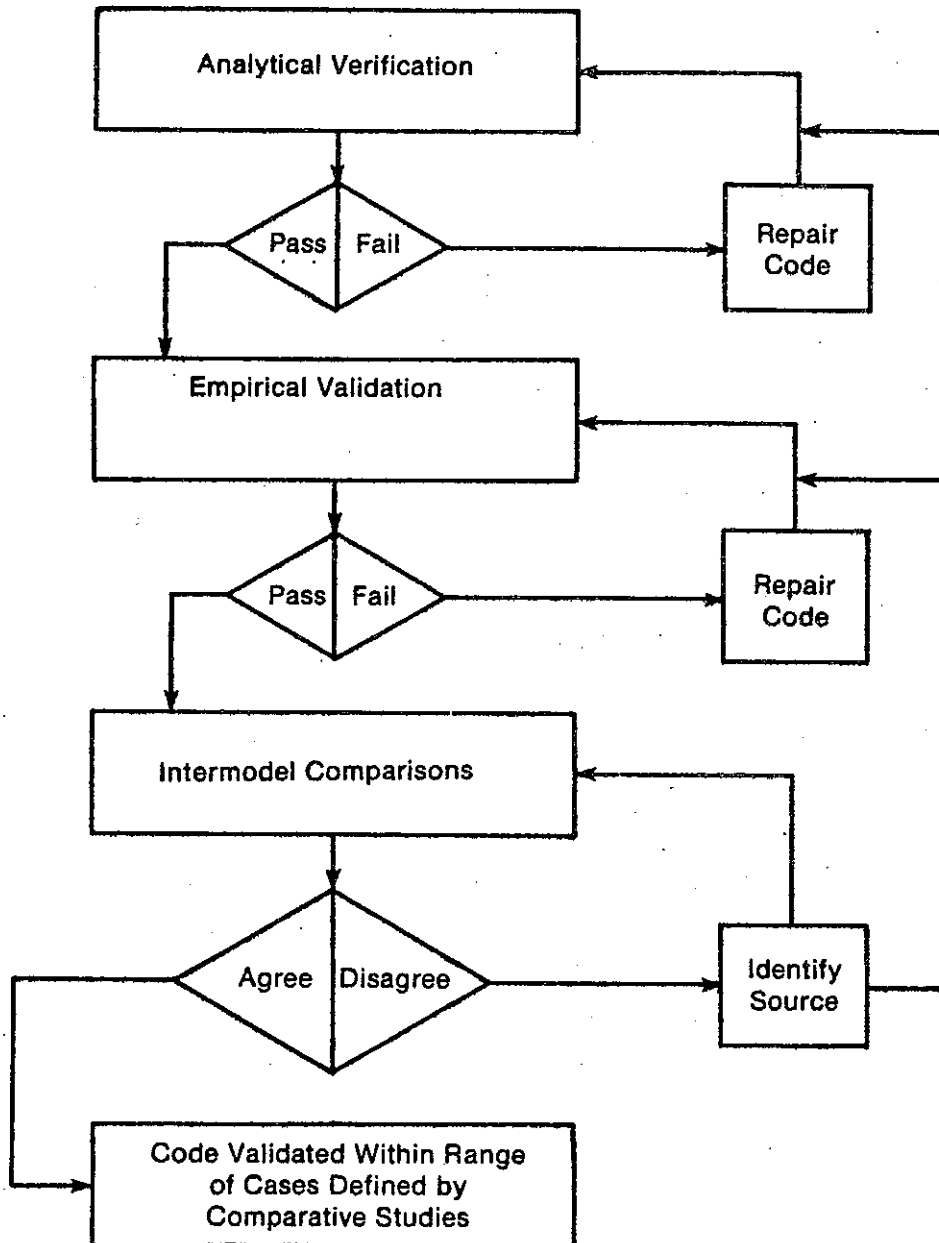 Analytical Verification
Pass
Fail
Repair
Code
Empirical Validation
Pass
Fail
Repair
Code
Intermodel Comparisons
Agree
Disagree
Identify
Source
Code Validated Within Range
of Cases Defined by
Comparative Studies